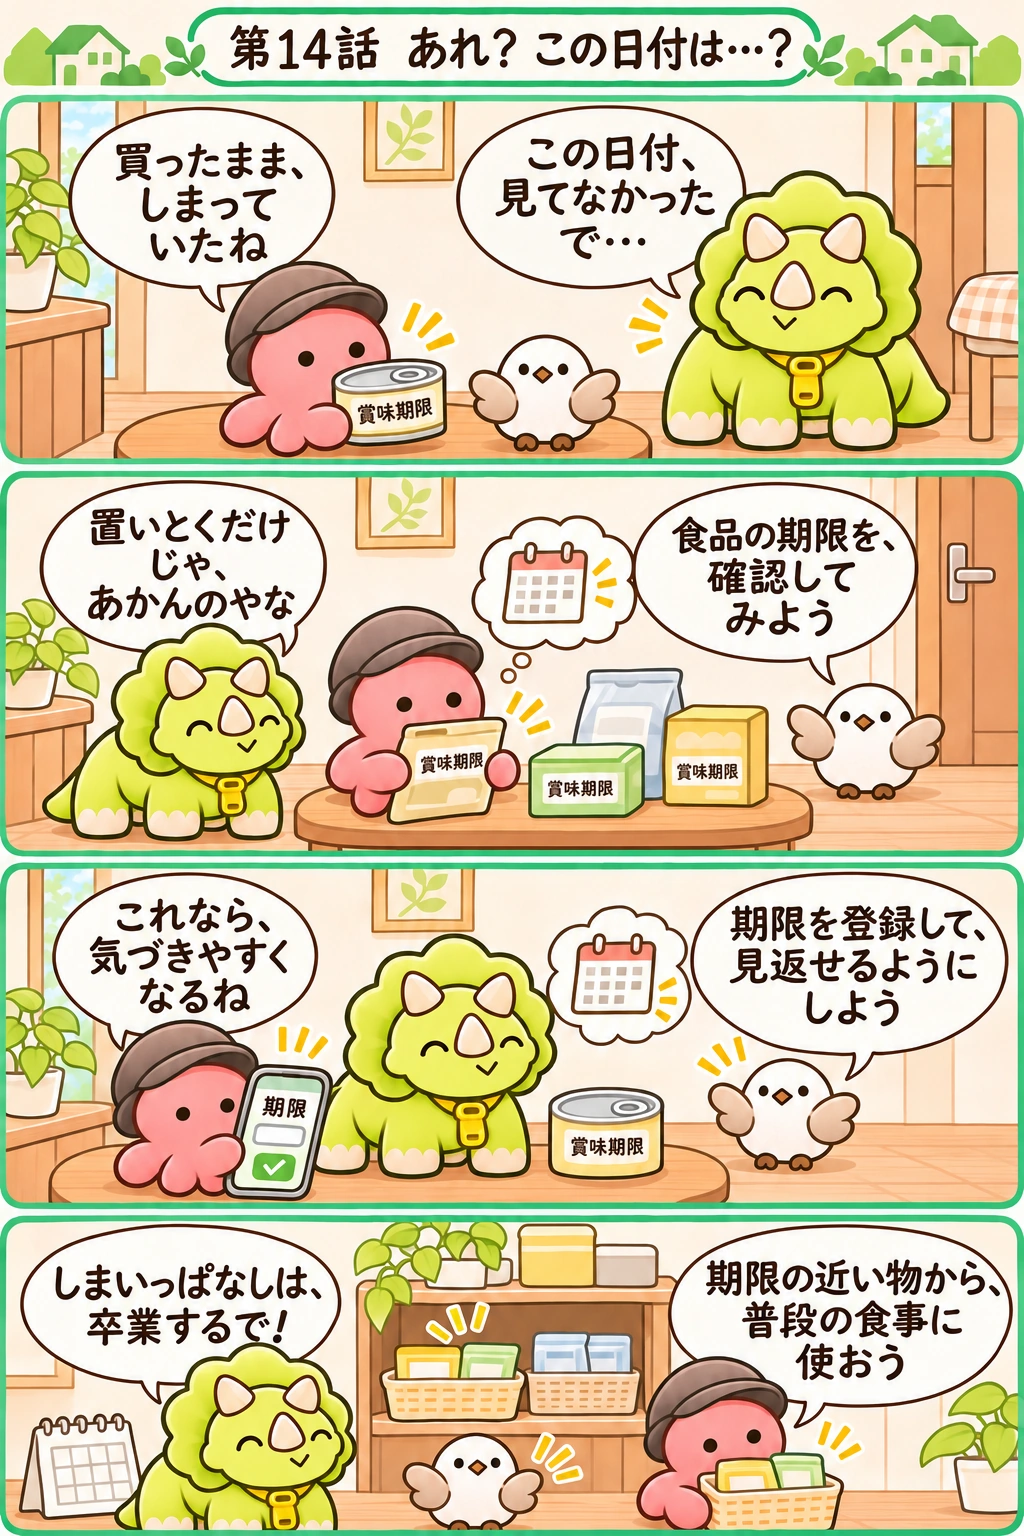 第14話 あれ? この日付は…?
買ったまま、
しまって
いたね
この日付、
見てなかった
で…
賞味期限
置いとくだけ
じゃ、
あかんのやな
食品の期限を、
確認して
みよう
賞味期限
賞味期限
賞味期限
これなら、
気づきやすく
なるね
期限を登録して、
見返せるように
しよう
期限
賞味期限
しまいっぱなしは、
卒業するで!
期限の近い物から、
普段の食事に
使おう